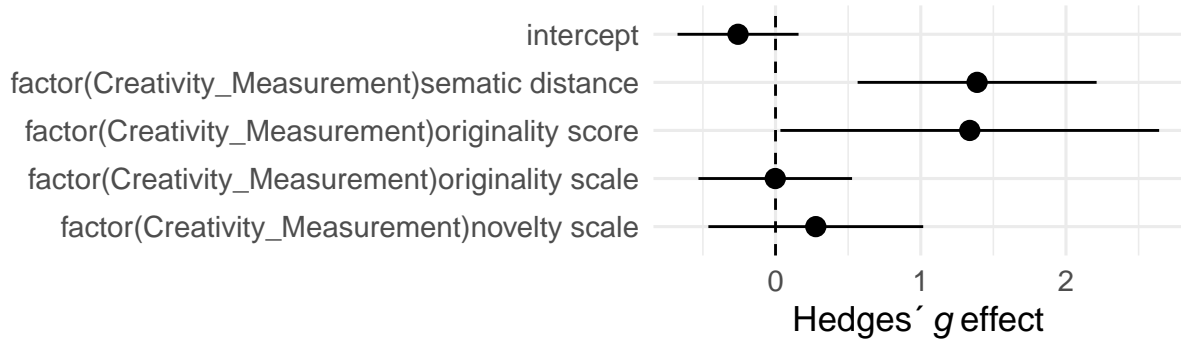 intercept
factor(Creativity_Measurement)sematic distance
factor(Creativity_Measurement)originality score
factor(Creativity_Measurement)originality scale
factor(Creativity_Measurement)novelty scale
0 1 2
Hedges´ g effect